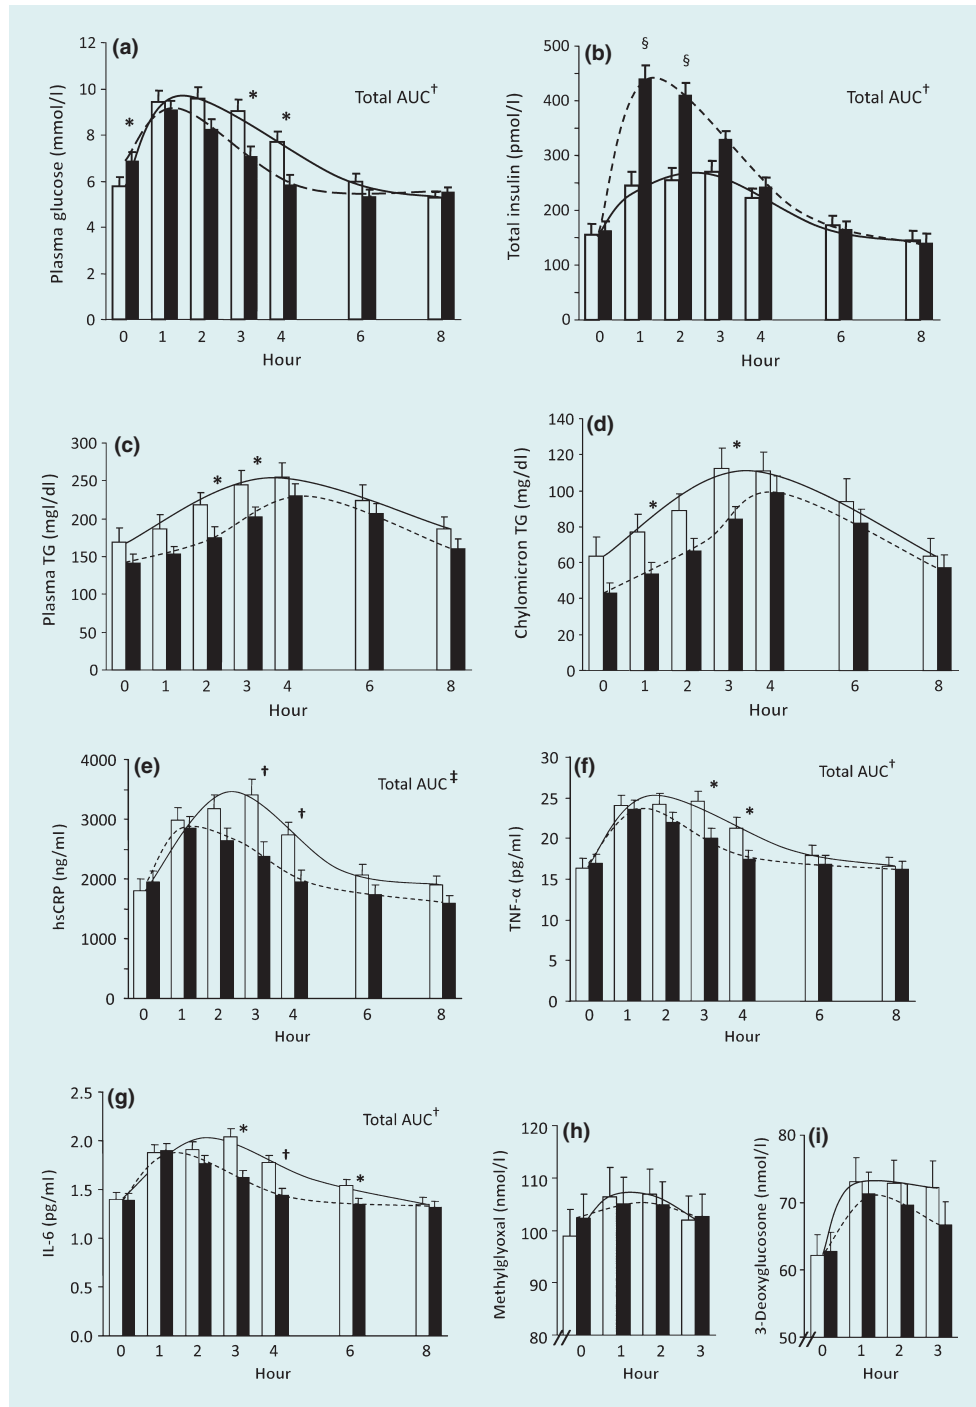 (a)
Total AUC†
Plasma glucose (mmol/l)
12
10
8
6
4
2
0
* * *
0 1 2 3 4 6 8
Hour
(b)
Total AUC†
Total insulin (pmol/l)
500
400
300
200
100
0
§ §
0 1 2 3 4 6 8
Hour
(c)
Plasma TG (mgl/dl)
300
250
200
150
100
50
0
* *
0 1 2 3 4 6 8
Hour
(d)
Chylomicron TG (mg/dl)
140
120
100
80
60
40
20
0
* *
0 1 2 3 4 6 8
Hour
(e)
Total AUC‡
hsCRP (ng/ml)
4000
3000
2000
1000
0
† †
0 1 2 3 4 6 8
Hour
(f)
Total AUC†
TNF-α (pg/ml)
30
25
20
15
10
5
0
* *
0 1 2 3 4 6 8
Hour
(g)
Total AUC†
IL-6 (pg/ml)
2.5
2.0
1.5
1.0
0.5
0.0
* † *
0 1 2 3 4 6 8
Hour
(h)
Methylglyoxal (nmol/l)
120
110
100
90
80
0 1 2 3
Hour
(i)
3-Deoxyglucosone (nmol/l)
80
70
60
50
0 1 2 3
Hour